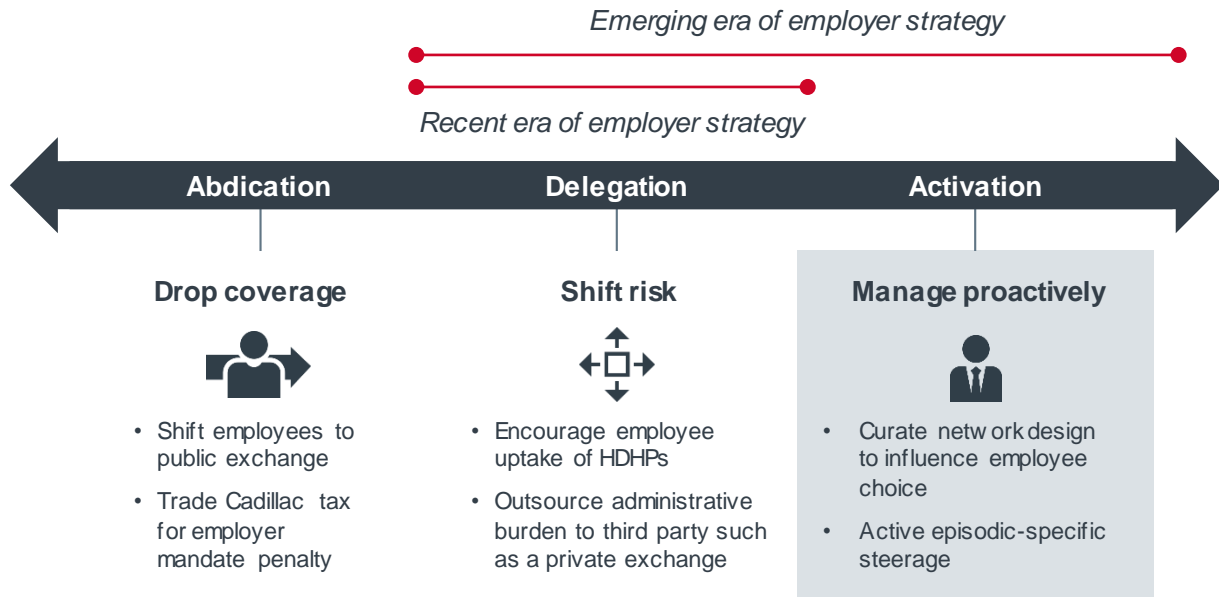 Emerging era of employer strategy
Recent era of employer strategy
Abdication
Delegation
Activation
Drop coverage
• Shift employees to
public exchange
• Trade Cadillac tax
for employer
mandate penalty
Shift risk
• Encourage employee
uptake of HDHPs
• Outsource administrative
burden to third party such
as a private exchange
Manage proactively
• Curate network design
to influence employee
choice
• Active episodic-specific
steerage